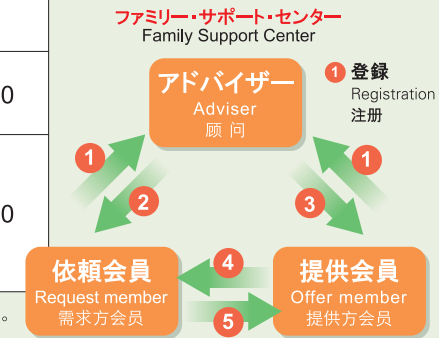 ファミリー・サポート・センター
Family Support Center
アドバイザー
Adviser
顾 问
1 登録
Registration
注册
0
0
。
1
2
1
3
4
5
依頼会員
Request member
需求方会员
提供会員
Offer member
提供方会员